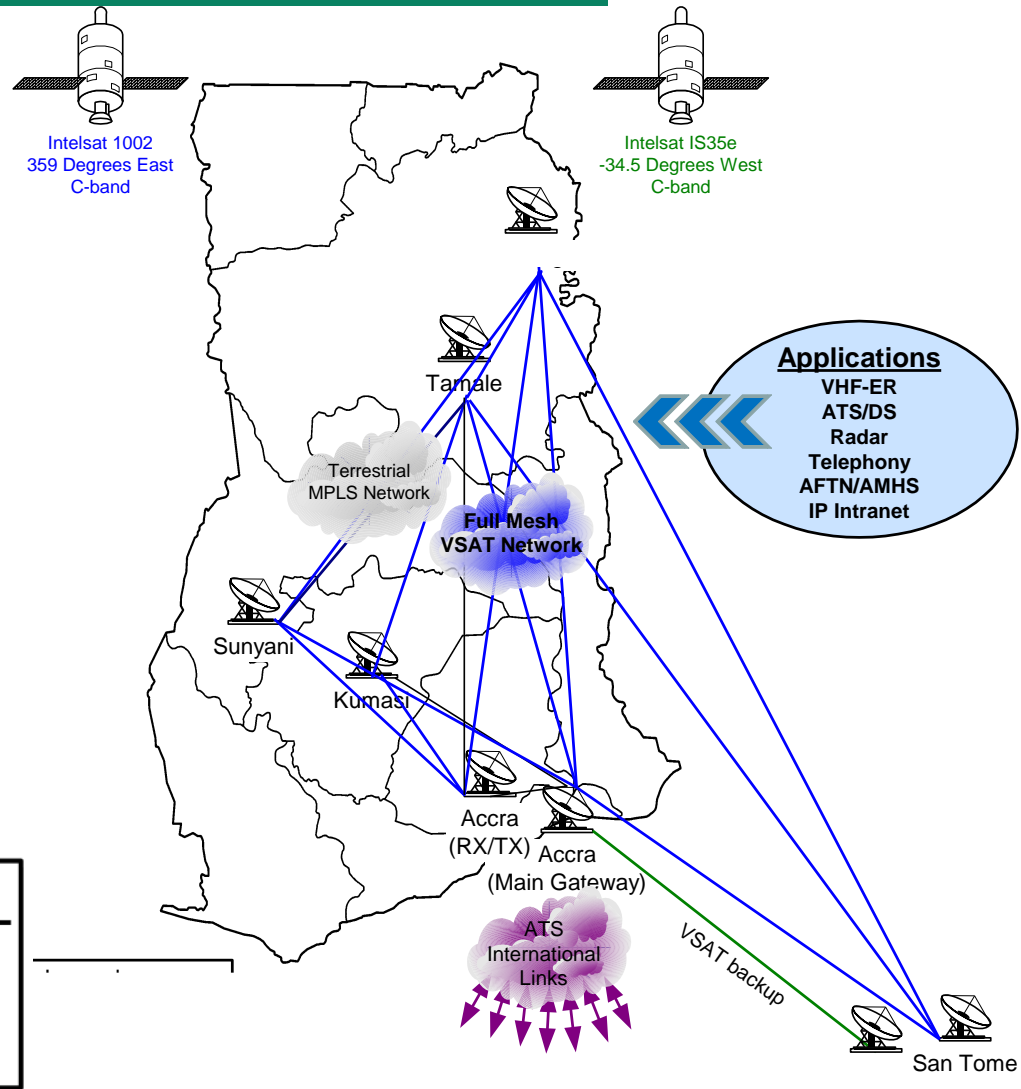 Intelsat 1002
359 Degrees East
C-band
Intelsat IS35e
-34.5 Degrees West
C-band
Tamale
Applications
VHF-ER
ATS/DS
Radar
Telephony
AFTN/AMHS
IP Intranet
Terrestrial
MPLS Network
Full Mesh
VSAT Network
Sunyani
Kumasi
Accra
(RX/TX)
Accra
(Main Gateway)
ATS
International
Links
VSAT backup
San Tome